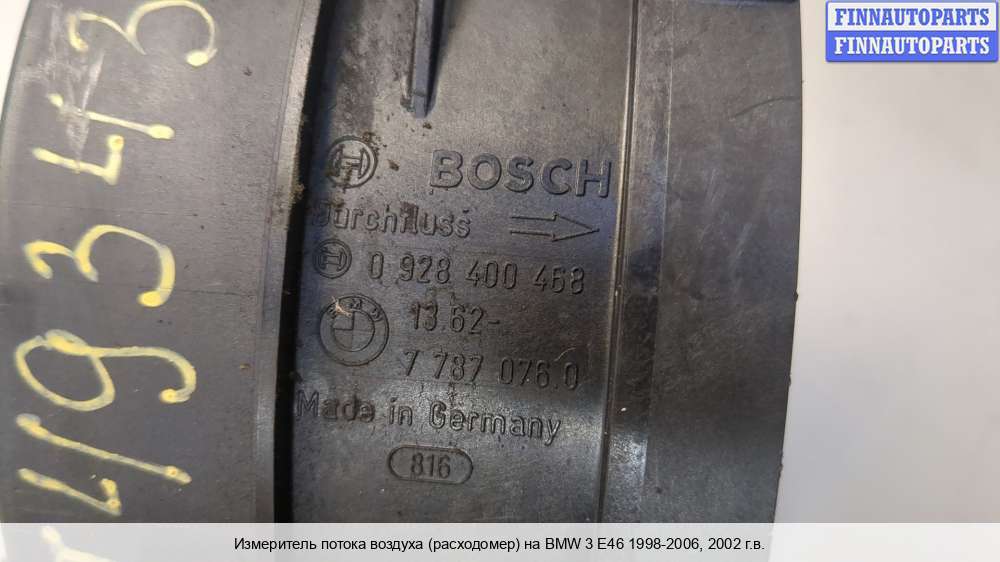 FINNAUTOPARTS
FINNAUTOPARTS
BOSCH
Durchfluss
0 928 400 468
BMW
13.62-
7 787 076.0
Made in Germany
816
Измеритель потока воздуха (расходомер) на BMW 3 E46 1998-2006, 2002 г.в.